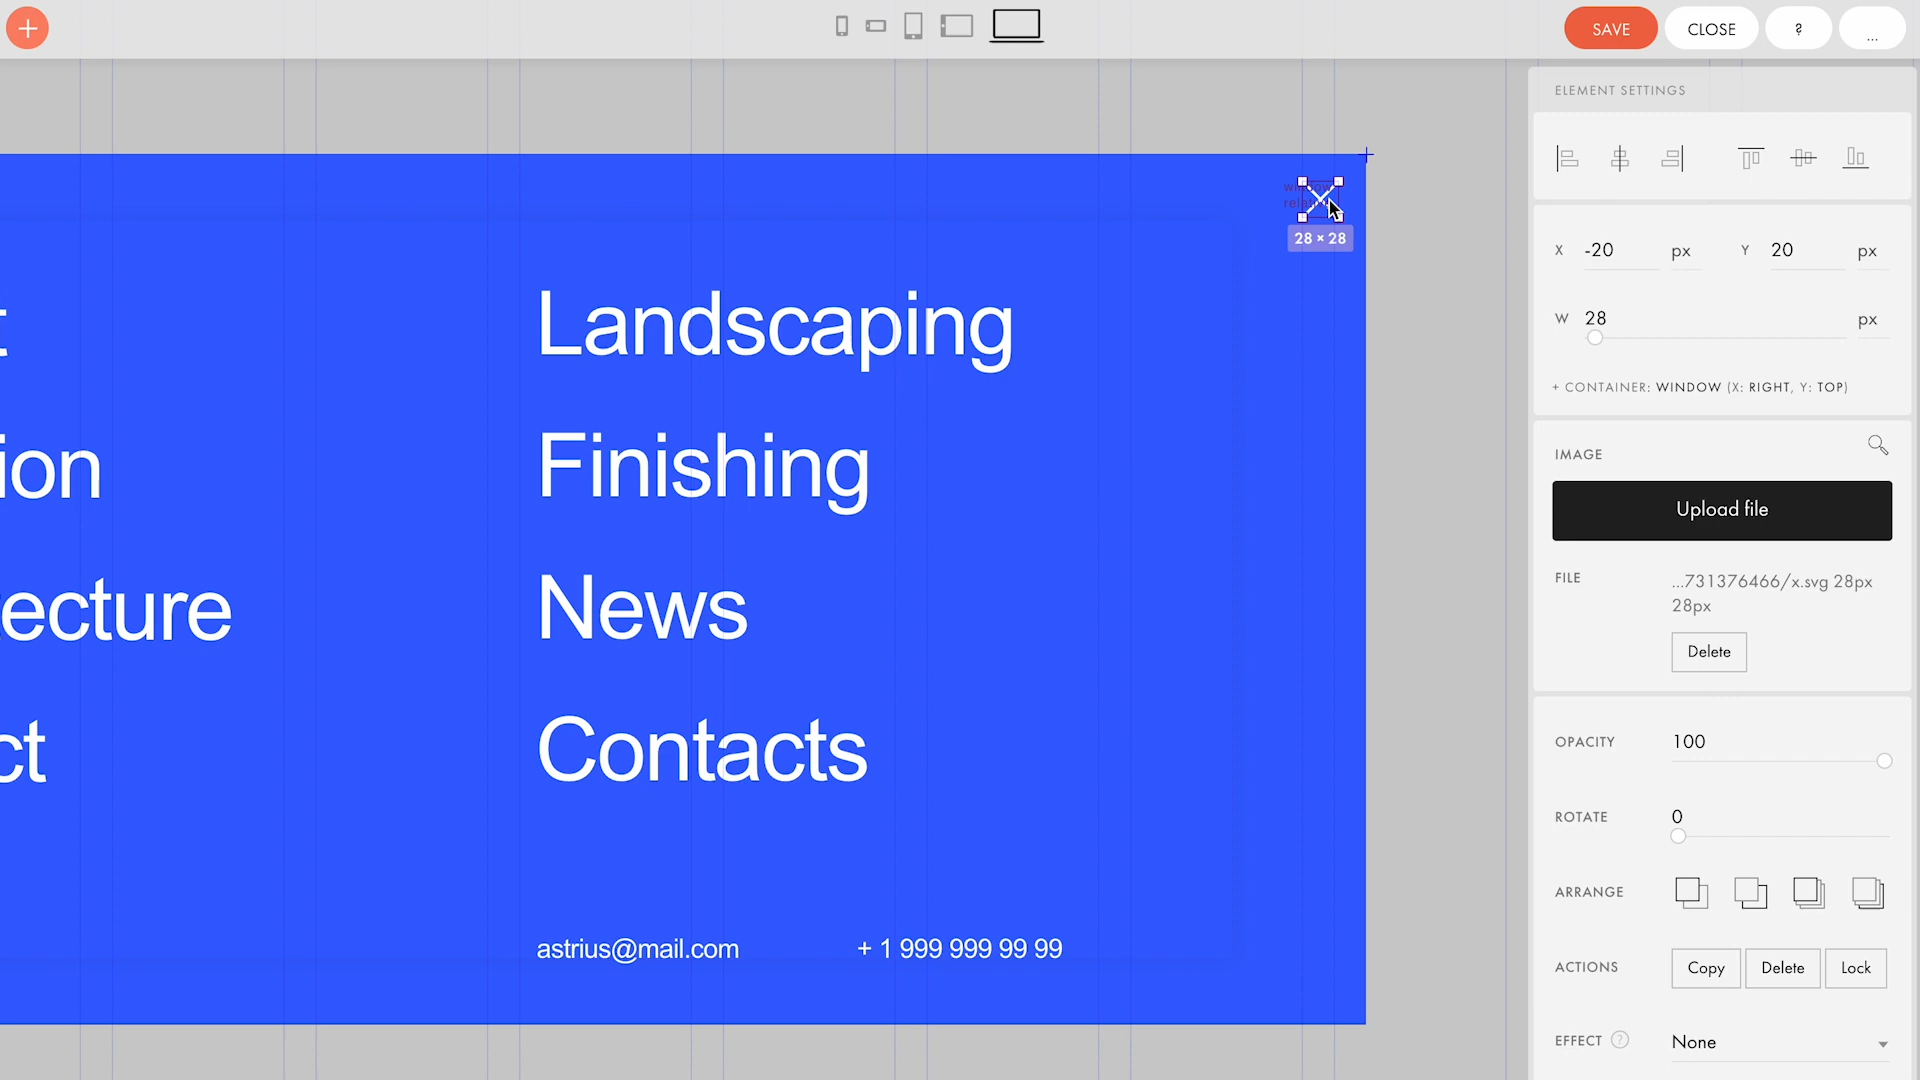 SAVE
CLOSE
?
...
ELEMENT SETTINGS
28 × 28
X -20 px Y 20 px
W 28 px
+ CONTAINER: WINDOW (X: RIGHT, Y: TOP)
t
Landscaping
ion
Finishing
ecture
News
ct
Contacts
astrius@mail.com
+ 1 999 999 99 99
IMAGE
Upload file
FILE
...731376466/x.svg 28px
28px
Delete
OPACITY 100
ROTATE 0
ARRANGE
ACTIONS Copy Delete Lock
EFFECT ? None